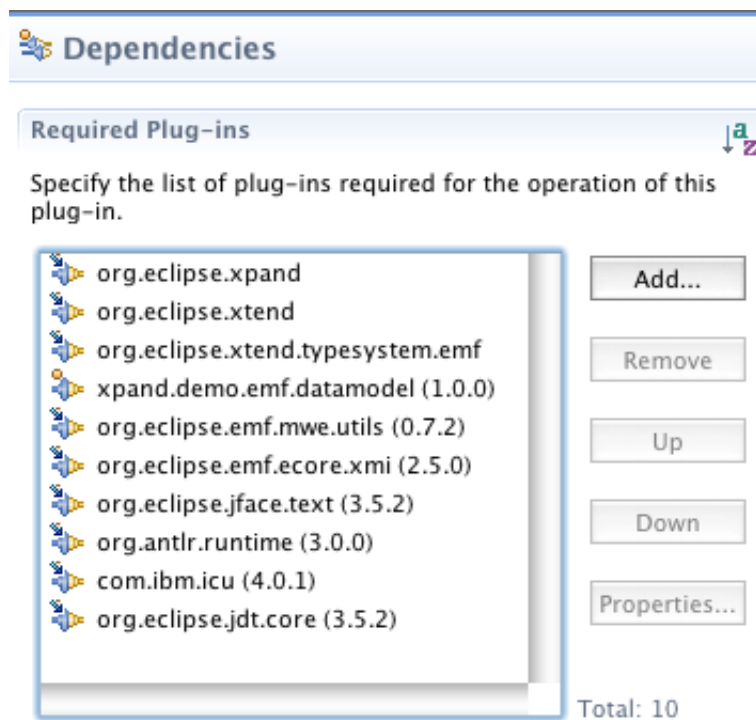 Dependencies
Required Plug-ins
Specify the list of plug-ins required for the operation of this
plug-in.
org.eclipse.xpand
org.eclipse.xtend
org.eclipse.xtend.typesystem.emf
xpand.demo.emf.datamodel (1.0.0)
org.eclipse.emf.mwe.utils (0.7.2)
org.eclipse.emf.ecore.xmi (2.5.0)
org.eclipse.jface.text (3.5.2)
org.antlr.runtime (3.0.0)
com.ibm.icu (4.0.1)
org.eclipse.jdt.core (3.5.2)
Add...
Remove
Up
Down
Properties...
Total: 10